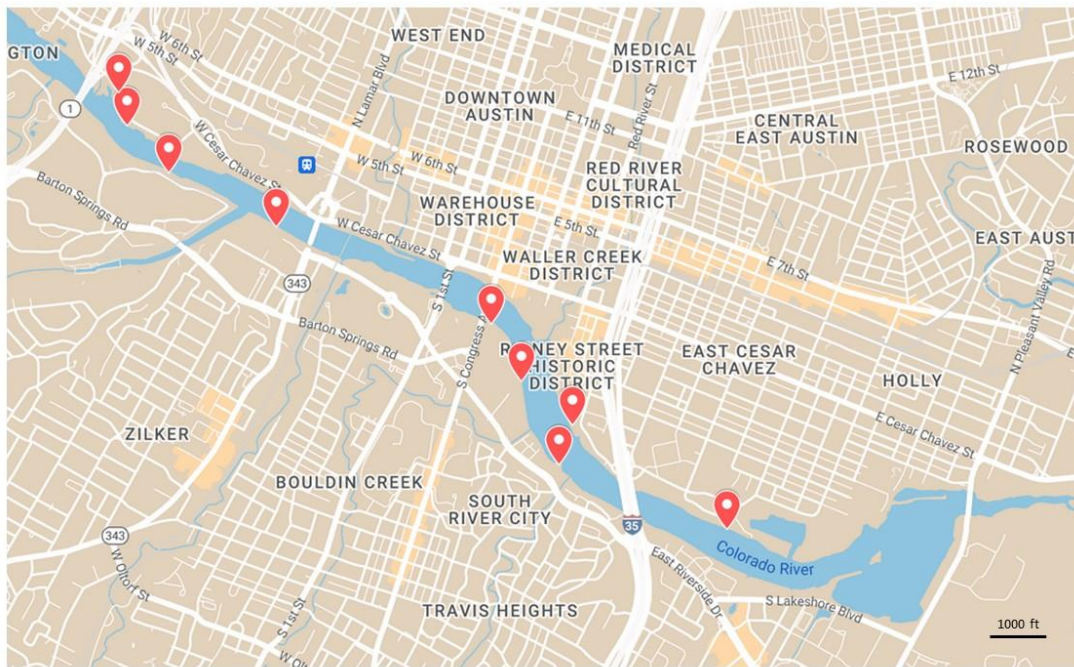 WEST END
MEDICAL
DISTRICT
GTON
W 6th St
W 5th St
N Lamar Blvd
Red River St
E 12th St
1
DOWNTOWN
AUSTIN
E 11th St
CENTRAL
EAST AUSTIN
ROSEWOOD
W Cesar Chavez St
W 6th St
W 5th St
RED RIVER
CULTURAL
DISTRICT
Barton Springs Rd
WAREHOUSE
DISTRICT
E 5th St
W Cesar Chavez St
EAST AUST
WALLER CREEK
DISTRICT
E 7th St
N Pleasant Valley Rd
343
S 1st St
Barton Springs Rd
S Congress A
EY STREET
HISTORIC
DISTRICT
EAST CESAR
CHAVEZ
HOLLY
E
E Cesar Chavez St
ZILKER
BOULDIN CREEK
SOUTH
RIVER CITY
35
343
W Oltorf St
Colorado River
East Riverside Dr
S Lakeshore Blvd
S 1st St
TRAVIS HEIGHTS
W Oltorf St
1000 ft